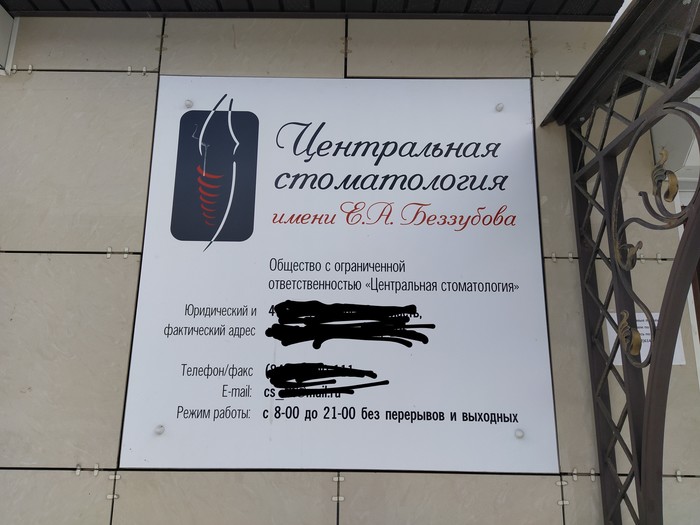 Центральная
стоматология
имени Е.А. Беззубова
Общество с ограниченной
ответственностью «Центральная стоматология»
Юридический и
фактический адрес
Телефон/факс
E-mail:
Режим работы: с 8-00 до 21-00 без перерывов и выходных